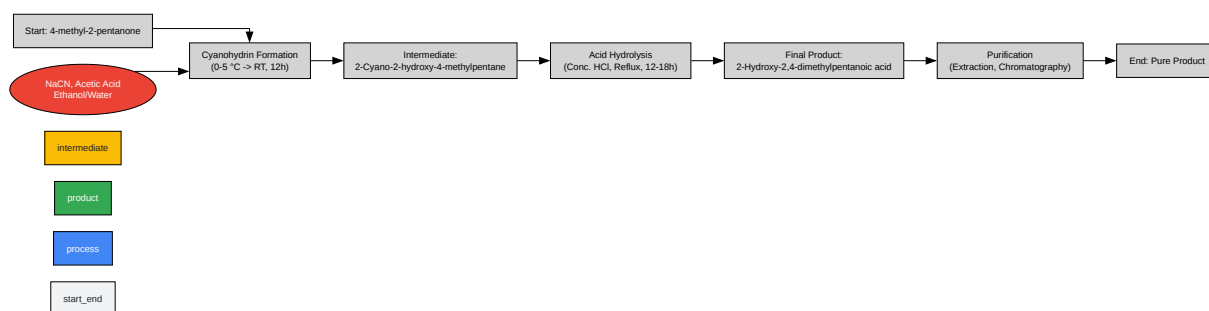 Start: 4-methyl-2-pentanone
NaCN, Acetic Acid
Ethanol/Water
Cyanohydrin Formation
(0-5 °C -> RT, 12h)
Intermediate:
2-Cyano-2-hydroxy-4-methylpentane
Acid Hydrolysis
(Conc. HCl, Reflux, 12-18h)
Final Product:
2-Hydroxy-2,4-dimethylpentanoic acid
Purification
(Extraction, Chromatography)
End: Pure Product
intermediate
product
process
start_end